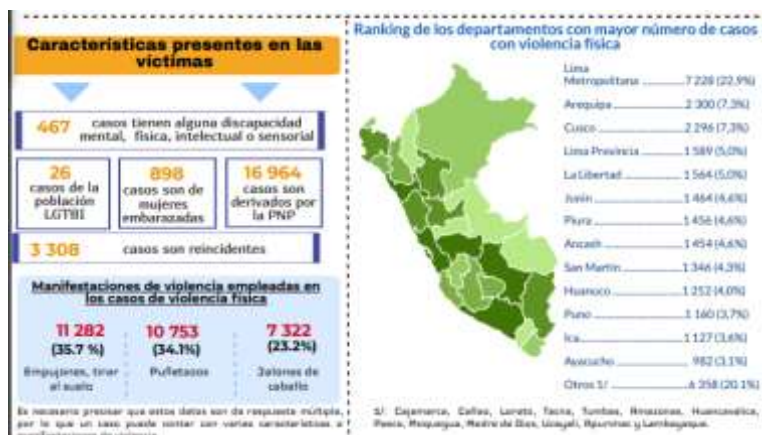 Características presentes en las
víctimas
467 casos tienen alguna discapacidad
mental, física, intelectual o sensorial
26
casos de la
población
LGTBI
898
casos son de
mujeres
embarazadas
16 964
casos son
derivados por
la PNP
3 308 casos son reincidentes
Manifestaciones de violencia empleadas en
los casos de violencia física
11 282
(35.7 %)
Empujones, tirar
al suelo
10 753
(34.1%)
Puñetazos
7 322
(23.2%)
Jalones de
cabello
Es necesario precisar que estos datos son de respuesta múltiple,
por lo que un caso puede contar con varias características o
manifestaciones de violencia
Ranking de los departamentos con mayor número de casos
con violencia física
Lima
Metropolitana 7 228 (22,9%)
Arequipa 2 300 (7,3%)
Cusco 2 296 (7,3%)
Lima Provincia 1 589 (5,0%)
La Libertad 1 564 (5,0%)
Junín 1 464 (4,6%)
Piura 1 456 (4,6%)
Ancash 1 454 (4,6%)
San Martín 1 346 (4,3%)
Huanuco 1 252 (4,0%)
Puno 1 160 (3,7%)
Ica 1 127 (3,6%)
Ayacucho 982 (3,1%)
Otros 1/ 6 358 (20,1%)
1/: Cajamarca, Callao, Loreto, Tacna, Tumbes, Amazonas, Huancavelica,
Pasco, Moquegua, Madre de Dios, Ucayali, Apurímac y Lambayeque.